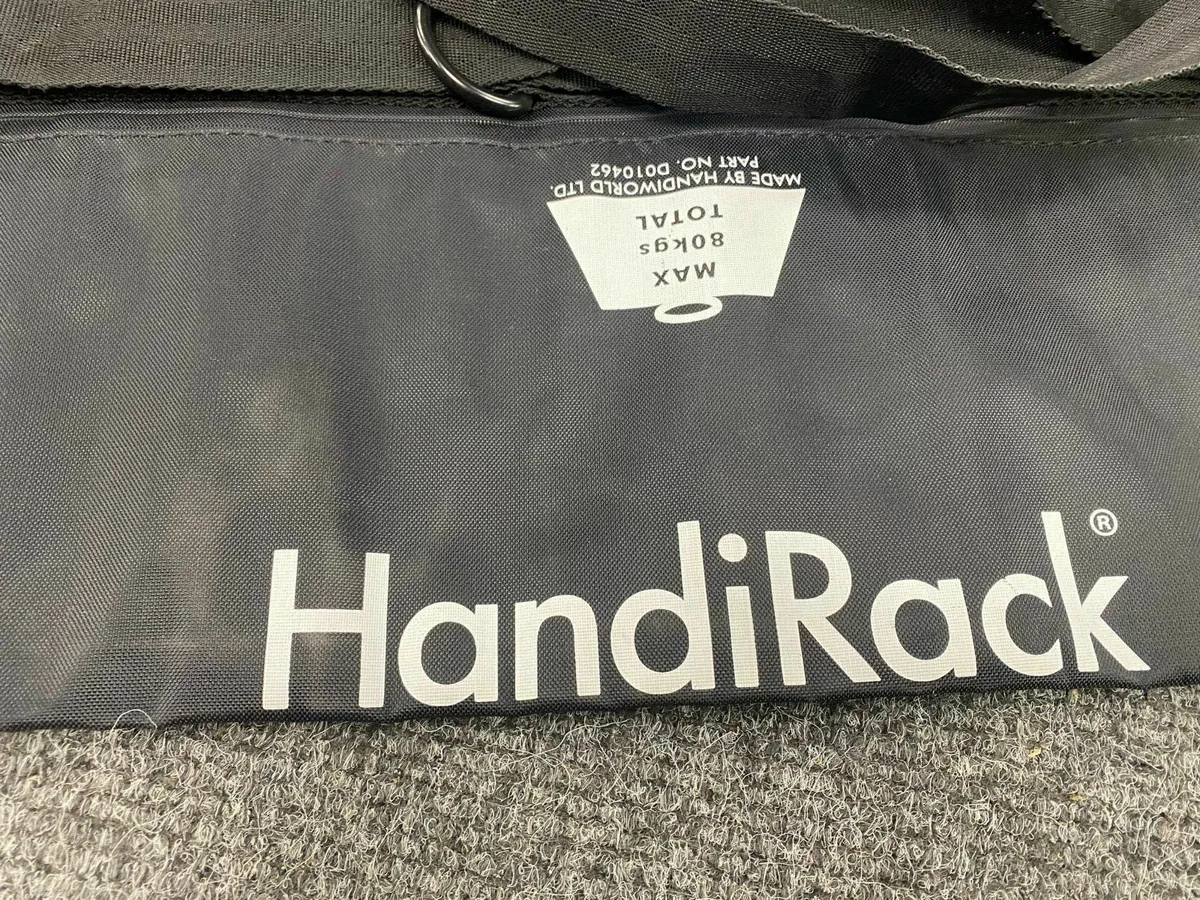 MAX
80kgs
TOTAL
MADE BY HANDIWORLD LTD.
PART NO. D010462
HandiRack®